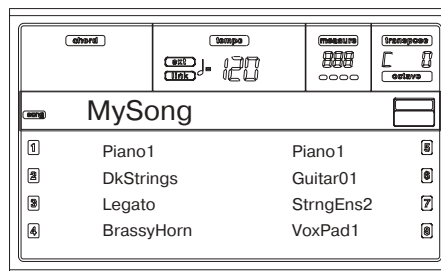 chord tempo measure transpose
ext link ♩= 120 888 C 0
octave
song MySong
1 Piano1 Piano1 5
2 DkStrings Guitar01 6
3 Legato StrngEns2 7
4 BrassyHorn VoxPad1 8